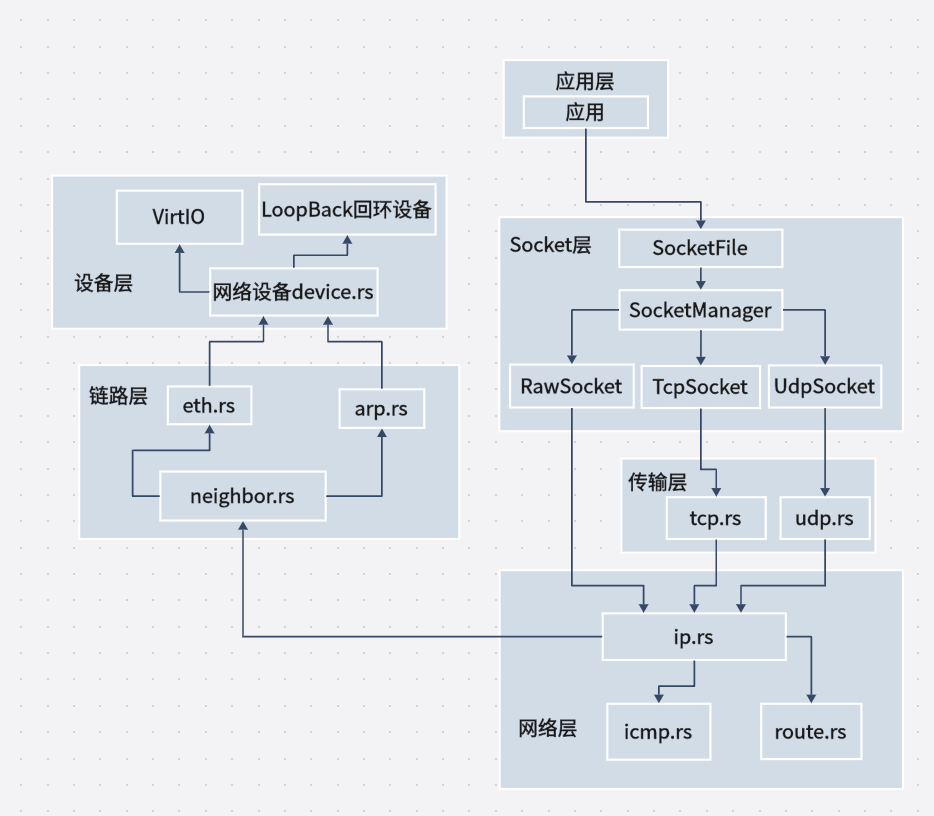 应用层
应用
Socket层
SocketFile
SocketManager
RawSocket
TcpSocket
UdpSocket
传输层
tcp.rs
udp.rs
ip.rs
网络层
icmp.rs
route.rs
VirtIO
LoopBack回环设备
设备层
网络设备device.rs
链路层
eth.rs
arp.rs
neighbor.rs